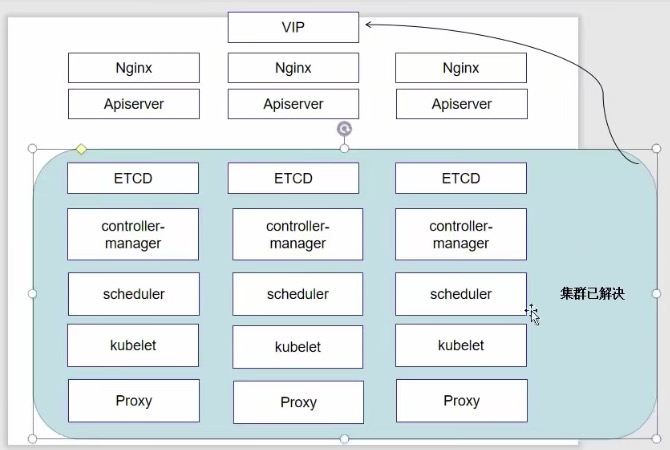 VIP
Nginx Nginx Nginx
Apiserver Apiserver Apiserver
ETCD ETCD ETCD
controller- controller- controller-
manager manager manager
scheduler scheduler scheduler
集群已解决
kubelet kubelet kubelet
Proxy Proxy Proxy